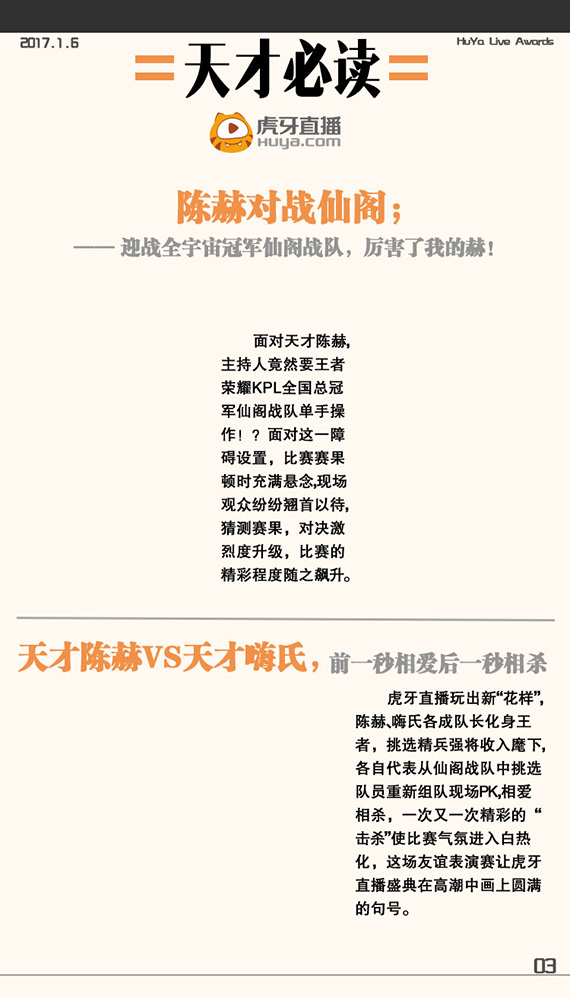 2017.1.6
HuYa Live Awards
天才必读
虎牙直播
HUYA.com
陈赫对战仙阁；
—— 迎战全宇宙冠军仙阁战队，厉害了我的赫！
面对天才陈赫,
主持人竟然要王者
荣耀KPL全国总冠
军仙阁战队单手操
作！？面对这一障
碍设置，比赛赛果
顿时充满悬念,现场
观众纷纷翘首以待,
猜测赛果，对决激
烈度升级，比赛的
精彩程度随之飙升。
天才陈赫VS天才嗨氏，前一秒相爱后一秒相杀
虎牙直播玩出新“花样”,
陈赫、嗨氏各成队长化身王
者，挑选精兵强将收入麾下,
各自代表从仙阁战队中挑选
队员重新组队现场PK,相爱
相杀，一次又一次精彩的“
击杀”使比赛气氛进入白热
化，这场友谊表演赛让虎牙
直播盛典在高潮中画上圆满
的句号。
03